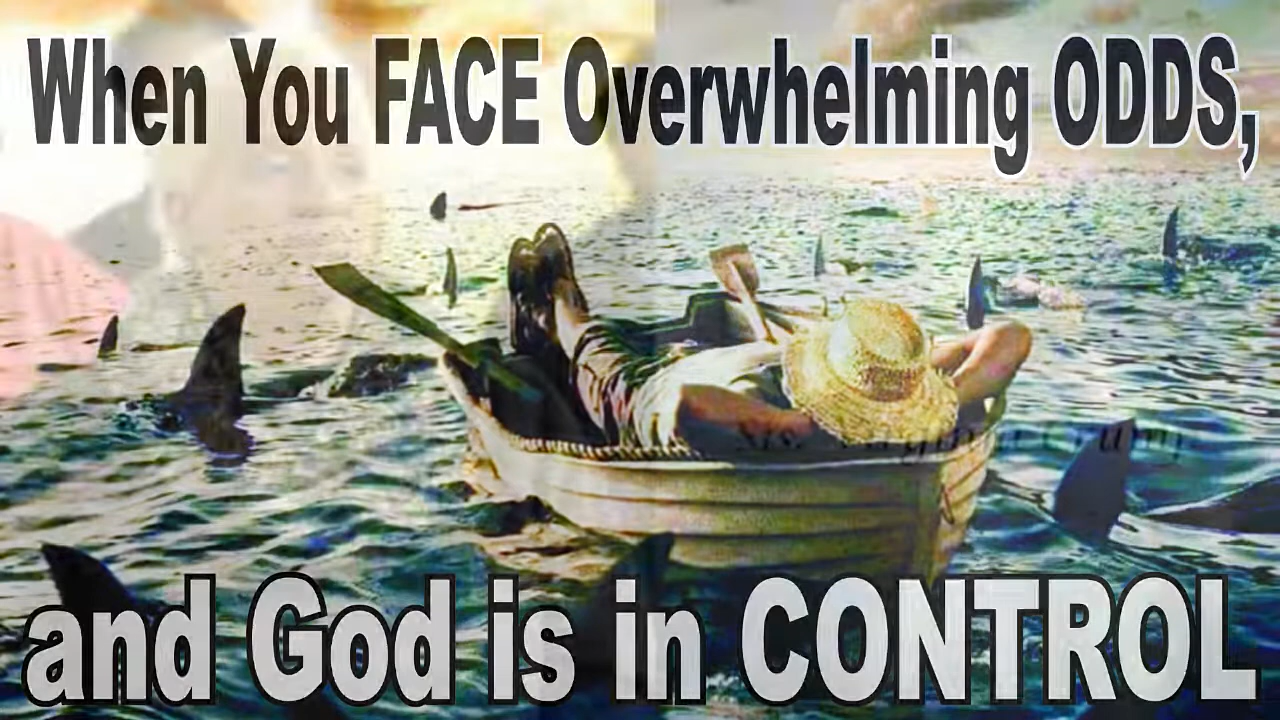 When You FACE Overwhelming ODDS,
and God is in CONTROL